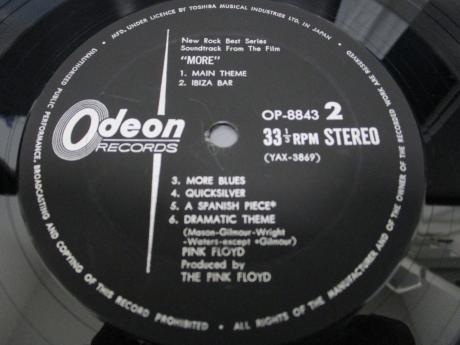 • MFD. UNDER LICENCE BY TOSHIBA MUSICAL INDUSTRIES LTD. IN JAPAN •
UNAUTHORIZED PUBLIC PERFORMANCE, BROADCASTING AND COPYING OF THIS RECORD PROHIBITED • ALL RIGHTS OF THE MANUFACTURER AND OF THE OWNER OF THE RECORDED WORK ARE RESERVED
New Rock Best Series
Soundtrack From The Film
"MORE"
1. MAIN THEME
2. IBIZA BAR
Odeon
RECORDS
OP-8843 2
33⅓RPM STEREO
(YAX-3869)
3. MORE BLUES
4. QUICKSILVER
5. A SPANISH PIECE*
6. DRAMATIC THEME
(Mason-Gilmour-Wright
-Waters-except *Gilmour)
PINK FLOYD
Produced by
THE PINK FLOYD